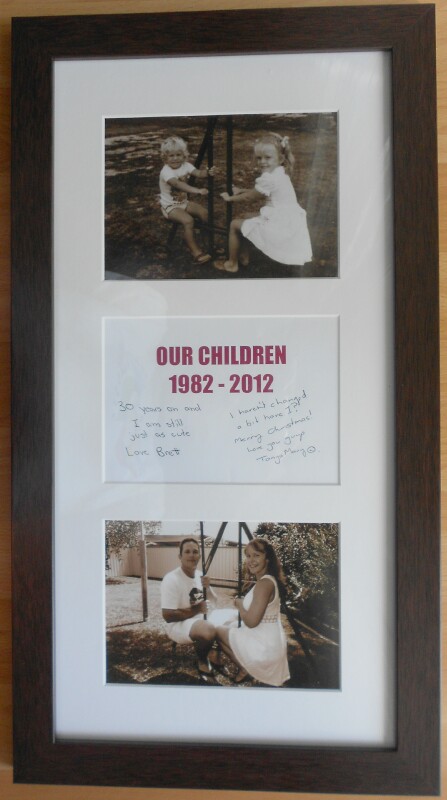 OUR CHILDREN
1982 - 2012
30 years on and
I am still
just as cute
Love Bret
I haven't changed
a bit have I??
Merry Christmas!
Love you guys